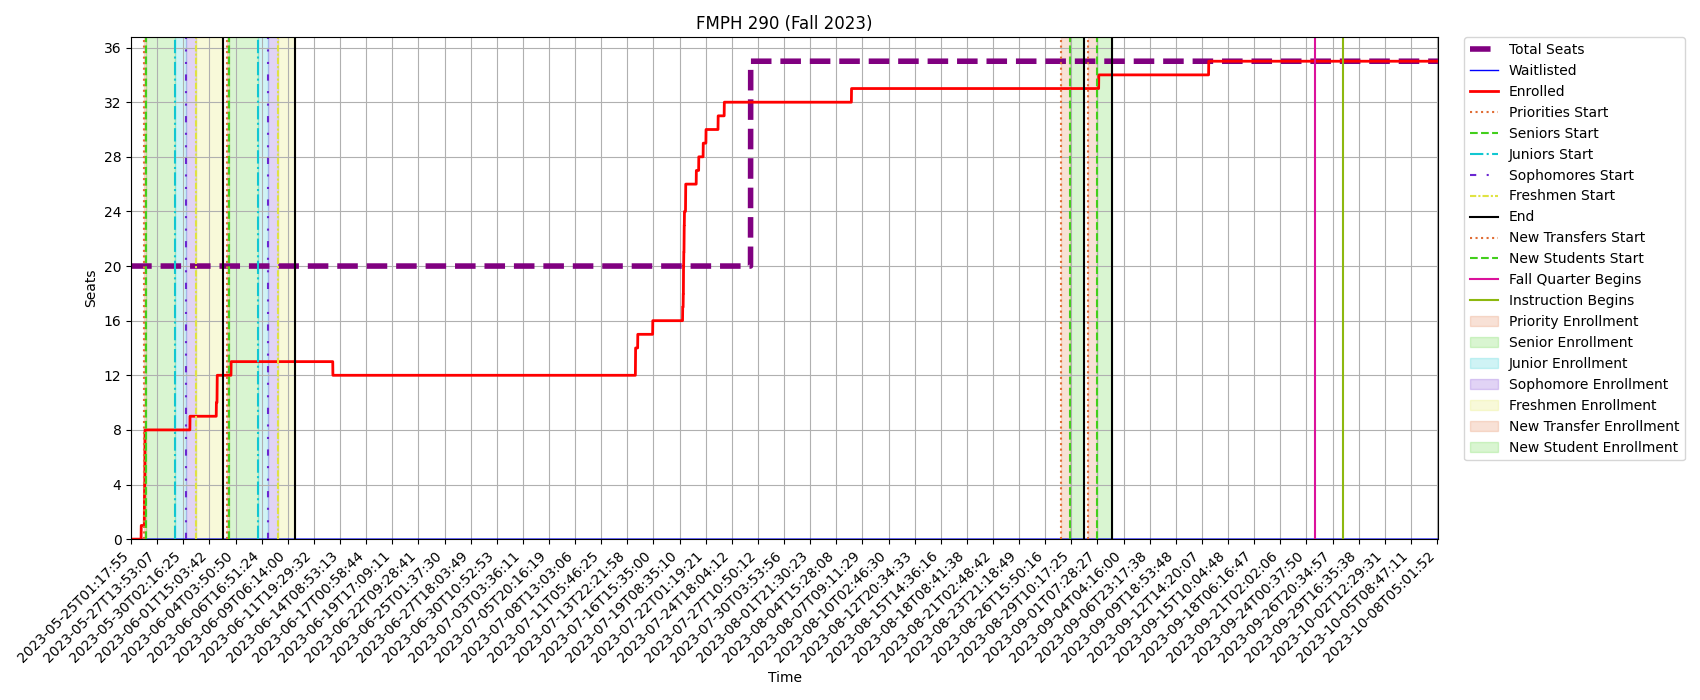 FMPH 290 (Fall 2023)
36
32
28
24
20
16
12
8
4
0
Seats
2023-05-25T01:17:55
2023-05-27T13:53:07
2023-05-30T02:16:25
2023-06-01T15:03:42
2023-06-04T03:50:50
2023-06-06T16:51:24
2023-06-09T06:14:00
2023-06-11T19:29:32
2023-06-14T08:53:13
2023-06-17T00:58:44
2023-06-19T17:09:11
2023-06-22T09:28:41
2023-06-25T01:37:30
2023-06-27T18:03:49
2023-06-30T10:52:53
2023-07-03T03:36:11
2023-07-05T20:16:19
2023-07-08T13:03:06
2023-07-11T05:46:25
2023-07-13T22:21:58
2023-07-16T15:35:00
2023-07-19T08:35:10
2023-07-22T01:19:21
2023-07-24T18:04:12
2023-07-27T10:50:12
2023-07-30T03:53:56
2023-08-01T21:30:23
2023-08-04T15:28:08
2023-08-07T09:11:29
2023-08-10T02:46:30
2023-08-12T20:34:33
2023-08-15T14:36:16
2023-08-18T08:41:38
2023-08-21T02:48:42
2023-08-23T21:18:49
2023-08-26T15:50:16
2023-08-29T10:17:25
2023-09-01T07:28:27
2023-09-04T04:16:00
2023-09-06T23:17:38
2023-09-09T18:53:48
2023-09-12T14:20:07
2023-09-15T10:04:48
2023-09-18T06:16:47
2023-09-21T02:02:06
2023-09-24T00:37:50
2023-09-26T20:34:57
2023-09-29T16:35:38
2023-10-02T12:29:31
2023-10-05T08:47:11
2023-10-08T05:01:52
Time
Total Seats
Waitlisted
Enrolled
Priorities Start
Seniors Start
Juniors Start
Sophomores Start
Freshmen Start
End
New Transfers Start
New Students Start
Fall Quarter Begins
Instruction Begins
Priority Enrollment
Senior Enrollment
Junior Enrollment
Sophomore Enrollment
Freshmen Enrollment
New Transfer Enrollment
New Student Enrollment